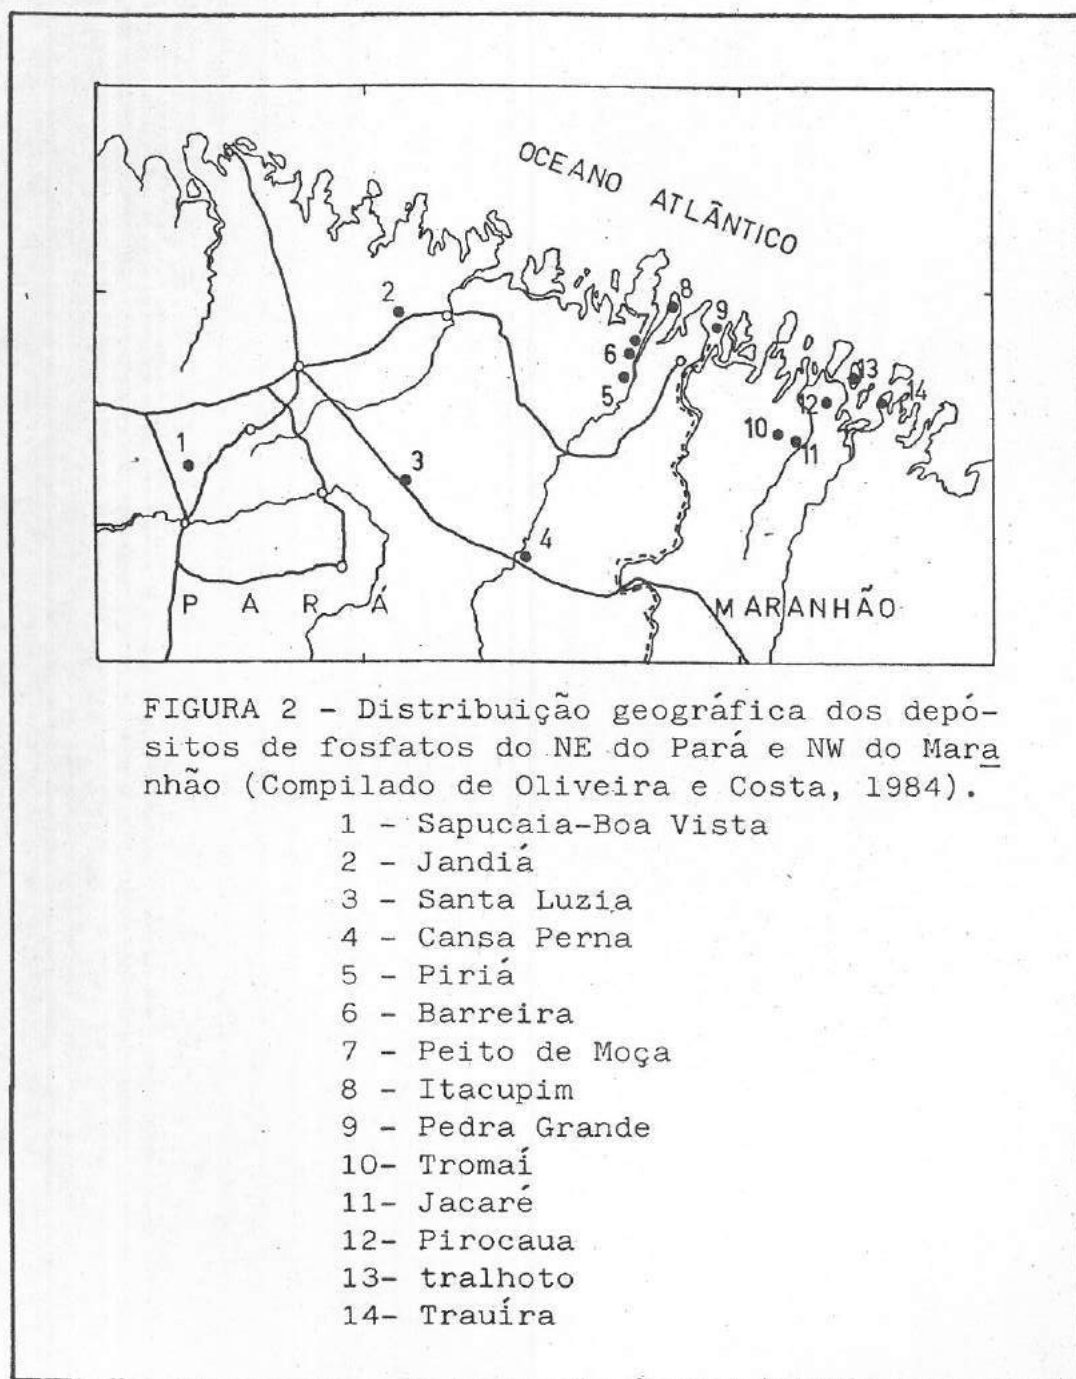 OCEANO ATLÂNTICO
8
2
9
7
6
13
5
12
14
10
11
1
3
4
PARÁ
MARANHÃO
FIGURA 2 - Distribuição geográfica dos depó-
sitos de fosfatos do NE do Pará e NW do Mara
nhão (Compilado de Oliveira e Costa, 1984).
1 - Sapucaia-Boa Vista
2 - Jandiá
3 - Santa Luzia
4 - Cansa Perna
5 - Piriá
6 - Barreira
7 - Peito de Moça
8 - Itacupim
9 - Pedra Grande
10- Tromaí
11- Jacaré
12- Pirocaua
13- tralhoto
14- Trauíra